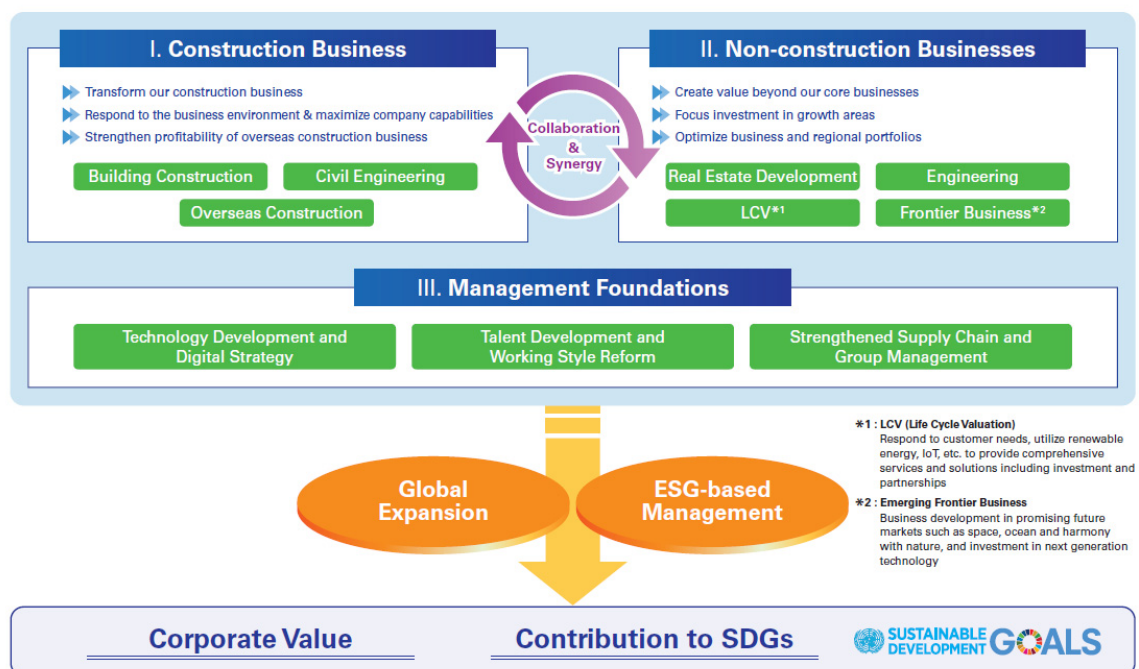 I. Construction Business
Transform our construction business
Respond to the business environment & maximize company capabilities
Strengthen profitability of overseas construction business
Building Construction
Civil Engineering
Overseas Construction
Collaboration
&
Synergy
II. Non-construction Businesses
Create value beyond our core businesses
Focus investment in growth areas
Optimize business and regional portfolios
Real Estate Development
Engineering
LCV*1
Frontier Business*2
III. Management Foundations
Technology Development and
Digital Strategy
Talent Development and
Working Style Reform
Strengthened Supply Chain and
Group Management
Global
Expansion
ESG-based
Management
*1 : LCV (Life Cycle Valuation)
Respond to customer needs, utilize renewable
energy, IoT, etc. to provide comprehensive
services and solutions including investment and
partnerships
*2 : Emerging Frontier Business
Business development in promising future
markets such as space, ocean and harmony
with nature, and investment in next generation
technology
Corporate Value
Contribution to SDGs
SUSTAINABLE
DEVELOPMENT
GOALS